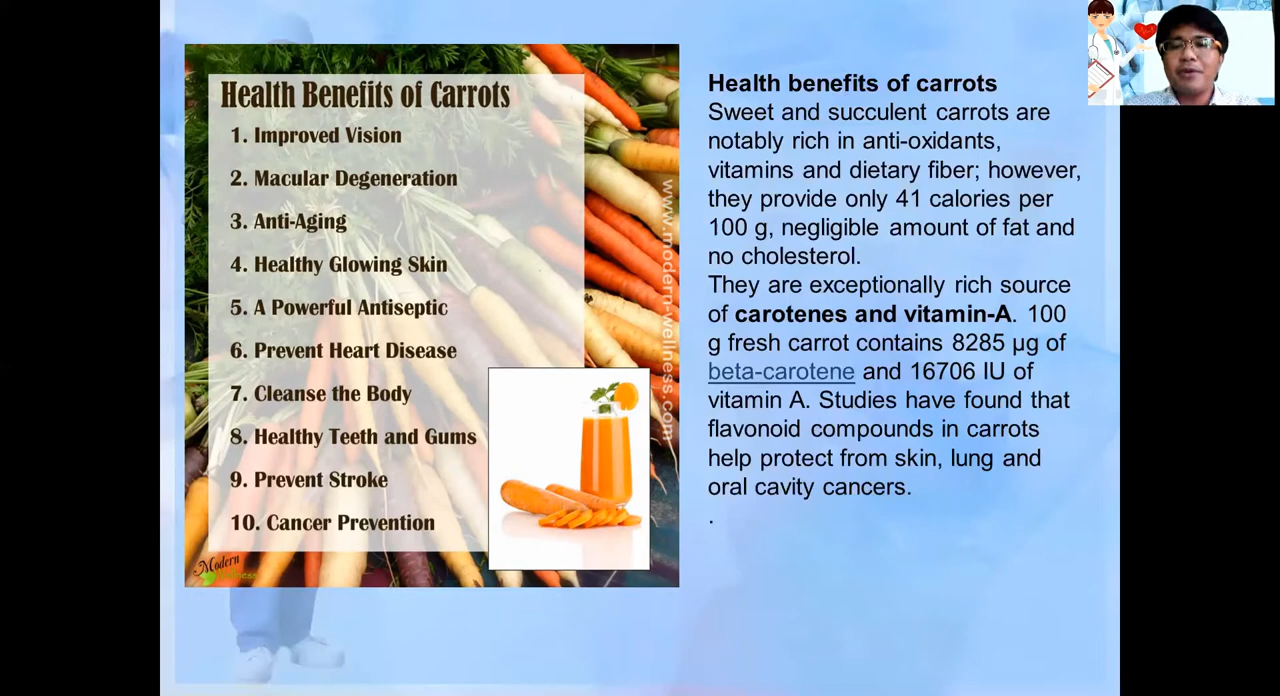 Health Benefits of Carrots
1. Improved Vision
2. Macular Degeneration
3. Anti-Aging
4. Healthy Glowing Skin
5. A Powerful Antiseptic
6. Prevent Heart Disease
7. Cleanse the Body
8. Healthy Teeth and Gums
9. Prevent Stroke
10. Cancer Prevention
www.modern-wellness.com
Modern
Wellness
Health benefits of carrots
Sweet and succulent carrots are
notably rich in anti-oxidants,
vitamins and dietary fiber; however,
they provide only 41 calories per
100 g, negligible amount of fat and
no cholesterol.
They are exceptionally rich source
of carotenes and vitamin-A. 100
g fresh carrot contains 8285 µg of
beta-carotene and 16706 IU of
vitamin A. Studies have found that
flavonoid compounds in carrots
help protect from skin, lung and
oral cavity cancers.
.